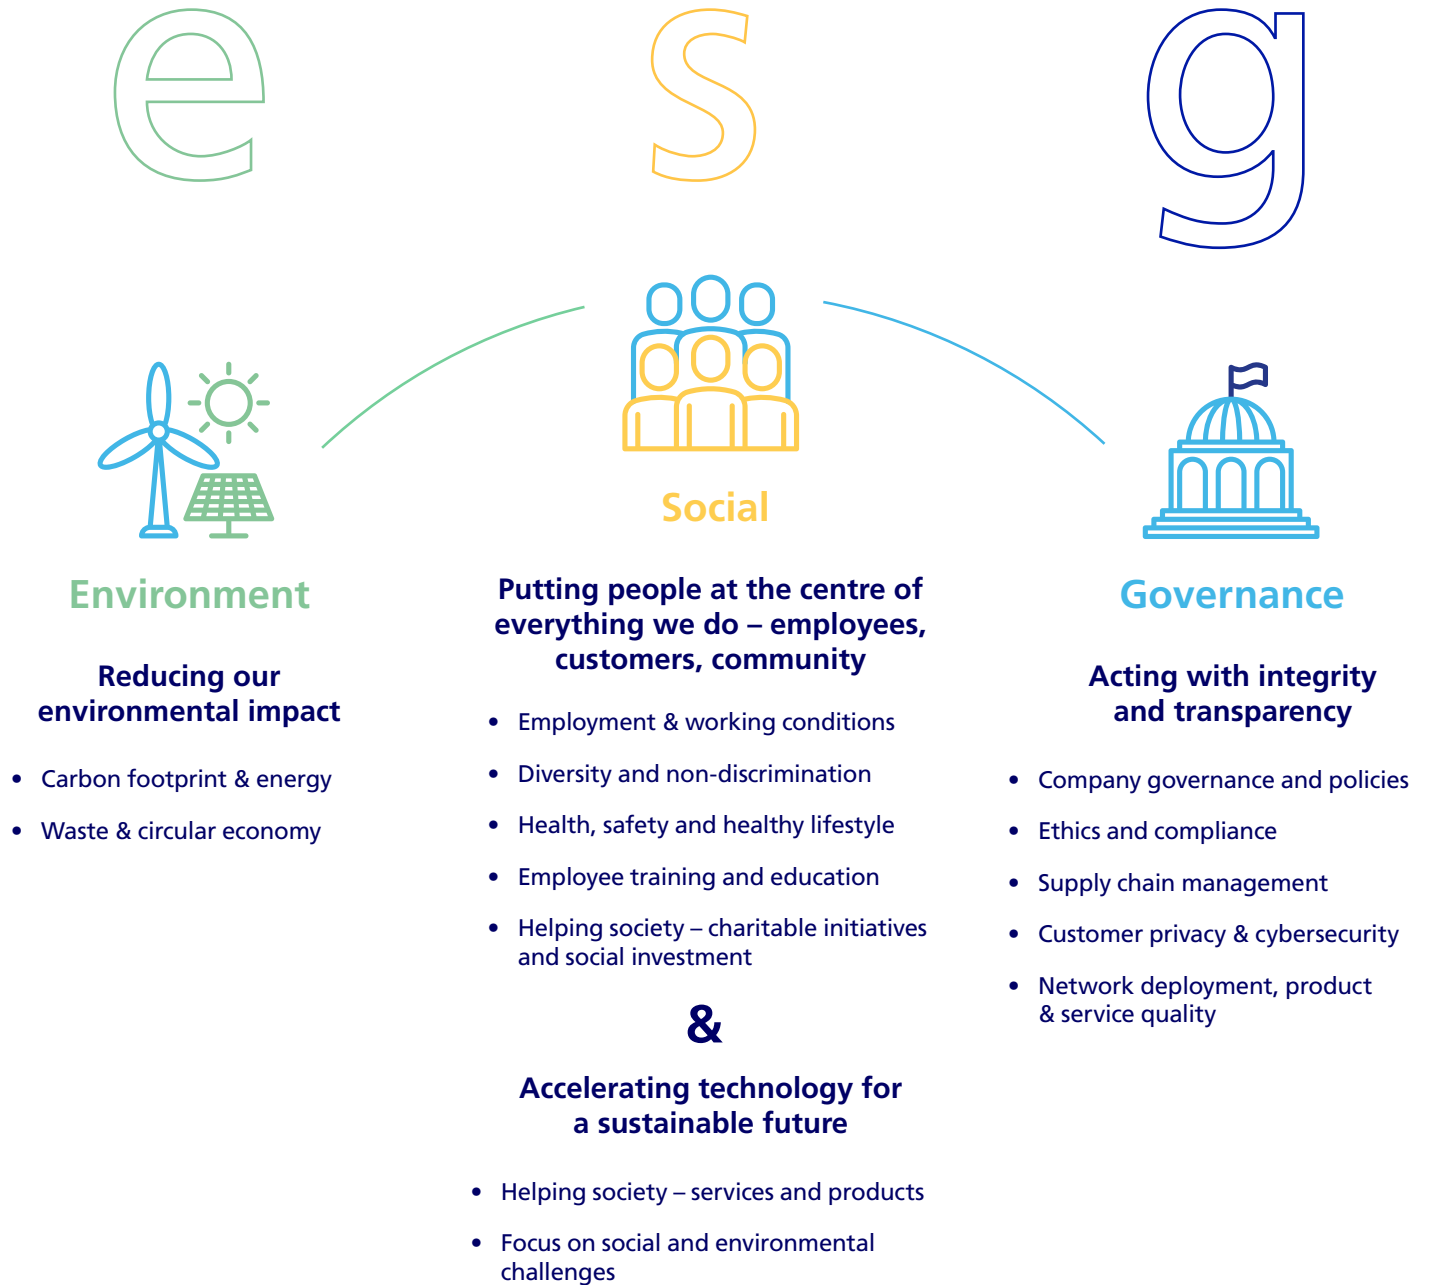 e
s
g
Environment
Reducing our
environmental impact
• Carbon footprint & energy
• Waste & circular economy
Social
Putting people at the centre of
everything we do – employees,
customers, community
• Employment & working conditions
• Diversity and non-discrimination
• Health, safety and healthy lifestyle
• Employee training and education
• Helping society – charitable initiatives
and social investment
&
Accelerating technology for
a sustainable future
• Helping society – services and products
• Focus on social and environmental
challenges
Governance
Acting with integrity
and transparency
• Company governance and policies
• Ethics and compliance
• Supply chain management
• Customer privacy & cybersecurity
• Network deployment, product
& service quality